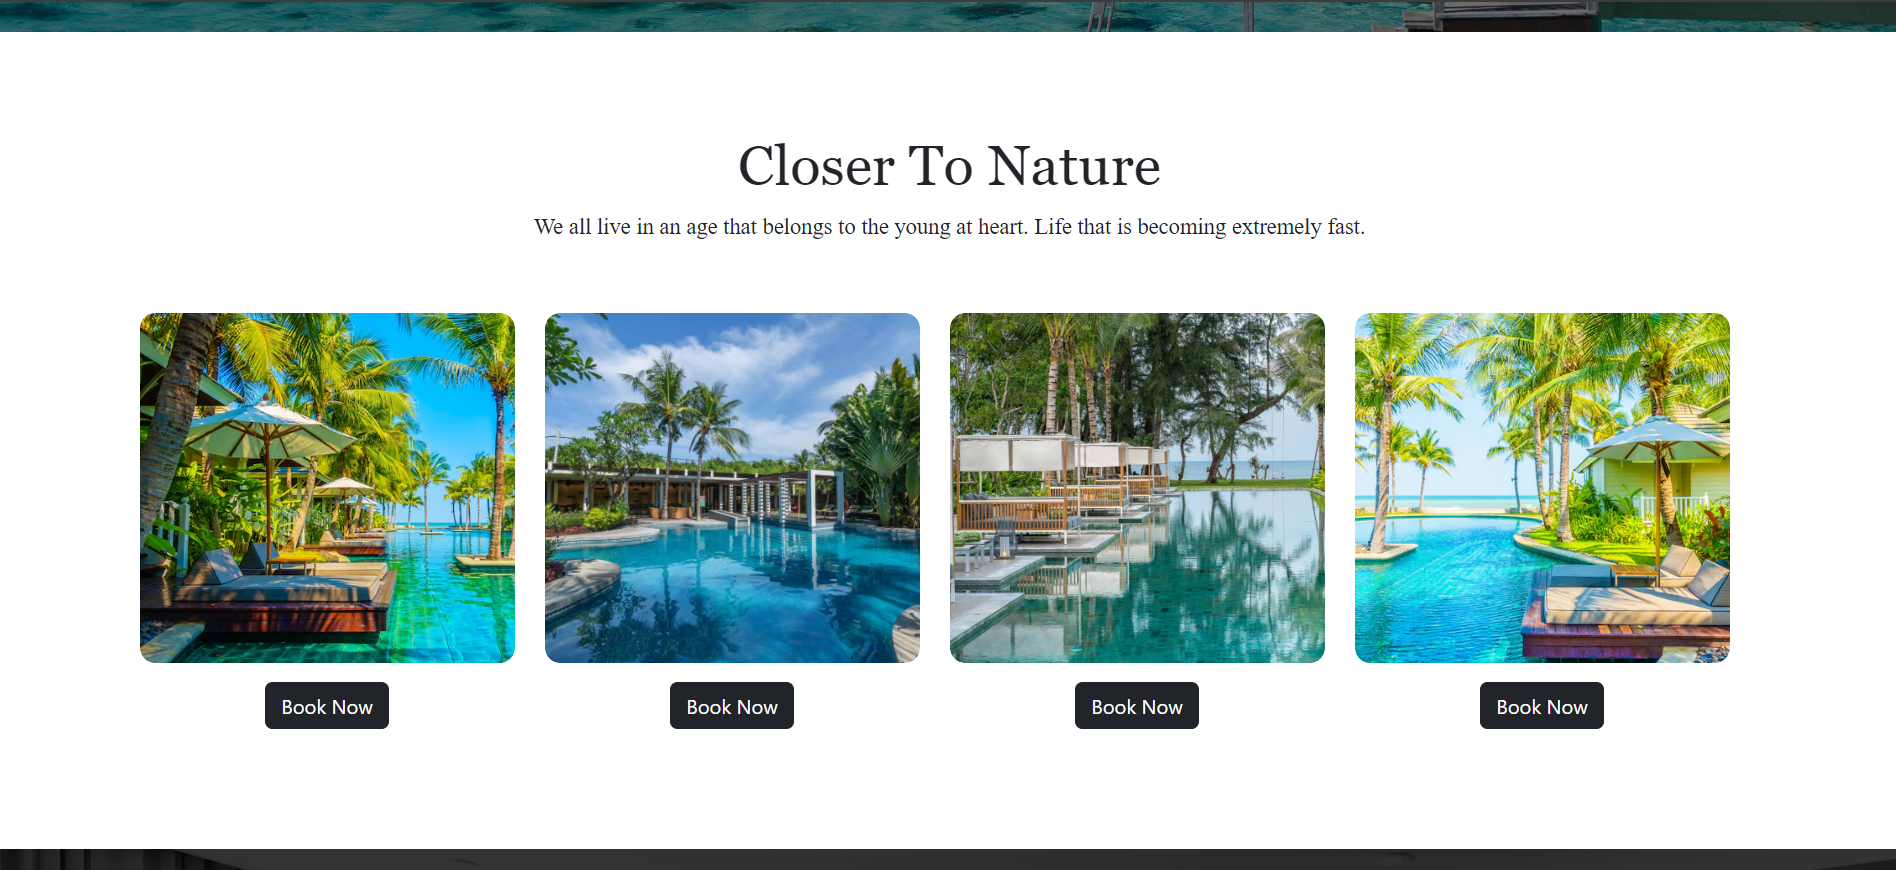 Closer To Nature
We all live in an age that belongs to the young at heart. Life that is becoming extremely fast.
Book Now
Book Now
Book Now
Book Now